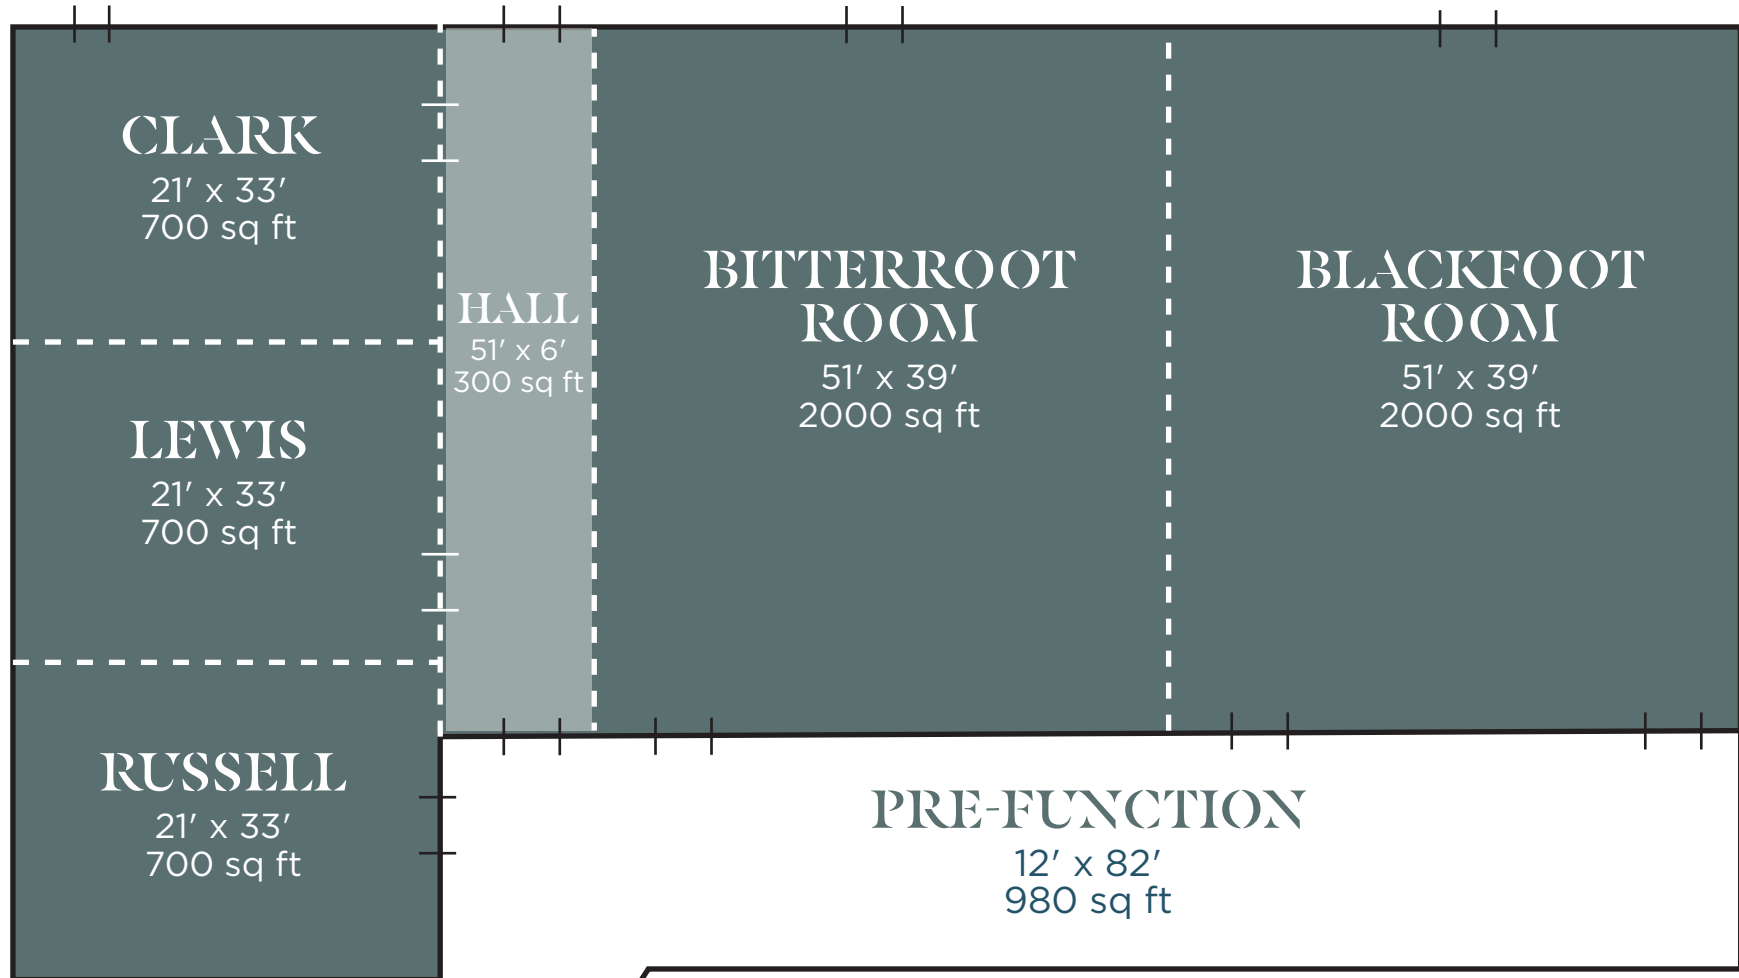 CLARK
21' x 33'
700 sq ft
LEWIS
21' x 33'
700 sq ft
RUSSELL
21' x 33'
700 sq ft
HALL
51' x 6'
300 sq ft
BITTERROOT
ROOM
51' x 39'
2000 sq ft
BLACKFOOT
ROOM
51' x 39'
2000 sq ft
PRE-FUNCTION
12' x 82'
980 sq ft